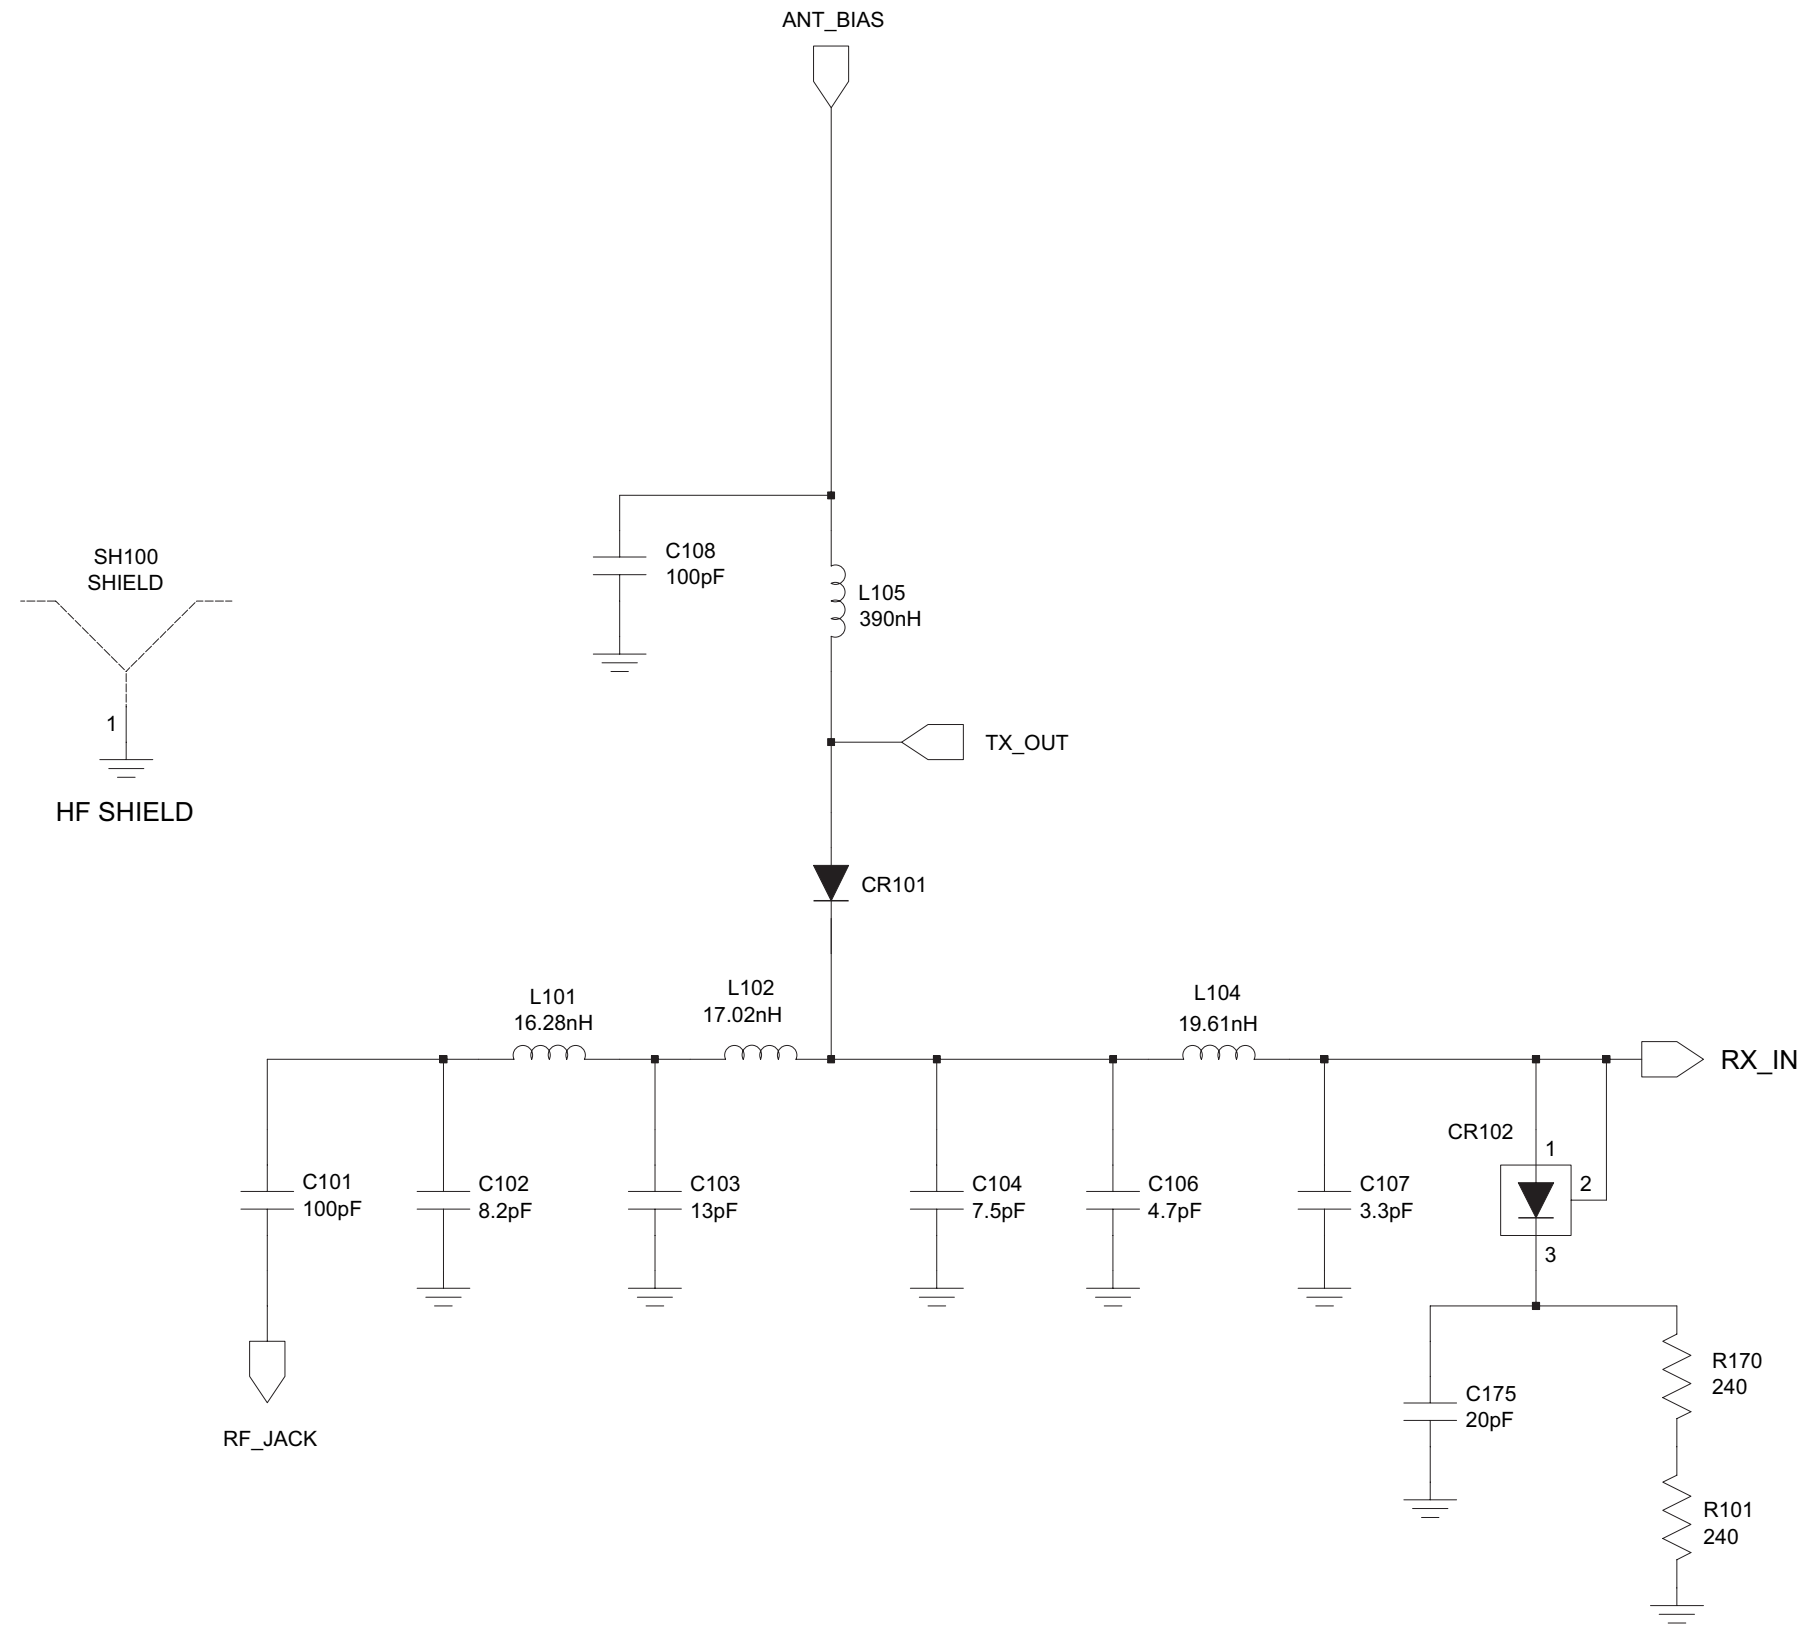 ANT_BIAS
SH100
SHIELD
1
HF SHIELD
C108
100pF
L105
390nH
TX_OUT
CR101
L101
16.28nH
L102
17.02nH
L104
19.61nH
RX_IN
CR102
1
2
3
C101
100pF
C102
8.2pF
C103
13pF
C104
7.5pF
C106
4.7pF
C107
3.3pF
RF_JACK
C175
20pF
R170
240
R101
240